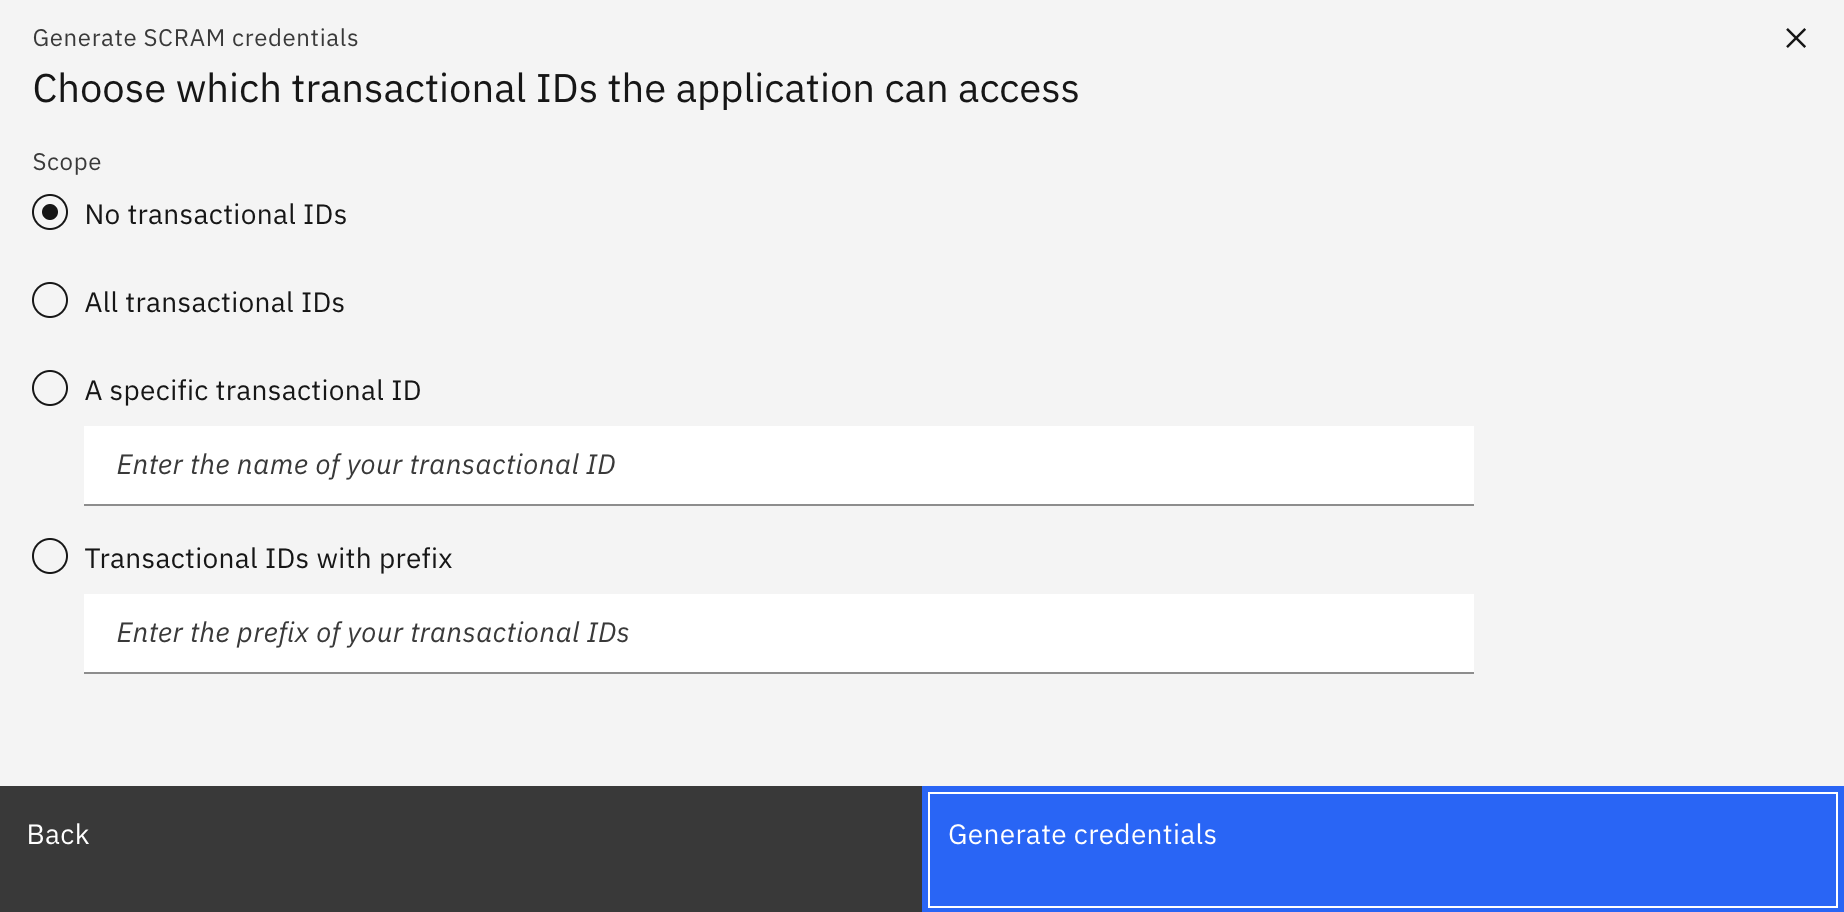 Generate SCRAM credentials
Choose which transactional IDs the application can access
Scope
No transactional IDs
All transactional IDs
A specific transactional ID
Enter the name of your transactional ID
Transactional IDs with prefix
Enter the prefix of your transactional IDs
Back
Generate credentials